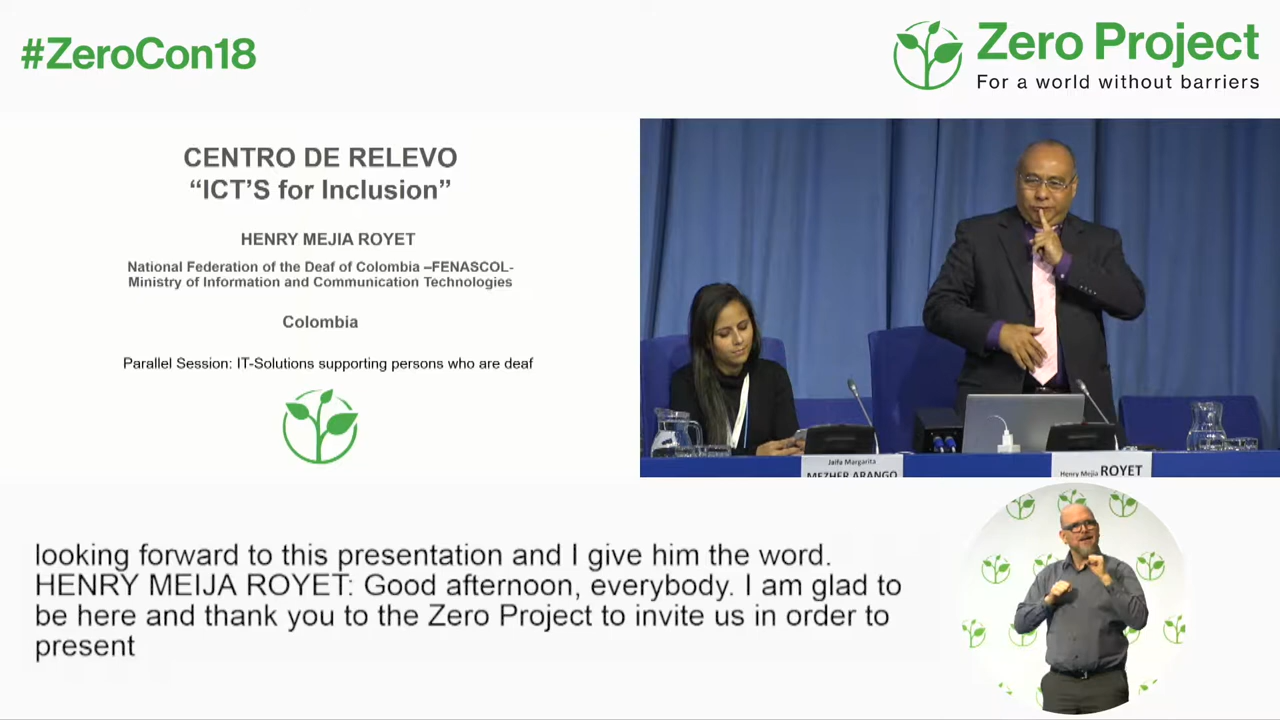 #ZeroCon18
Zero Project
For a world without barriers
CENTRO DE RELEVO
“ICT’S for Inclusion”
HENRY MEJIA ROYET
National Federation of the Deaf of Colombia –FENASCOL-
Ministry of Information and Communication Technologies
Colombia
Parallel Session: IT-Solutions supporting persons who are deaf
Jaifa Margarita
MEZHER ARANGO
Henry Mejia ROYET
looking forward to this presentation and I give him the word.
HENRY MEIJA ROYET: Good afternoon, everybody. I am glad to
be here and thank you to the Zero Project to invite us in order to
present